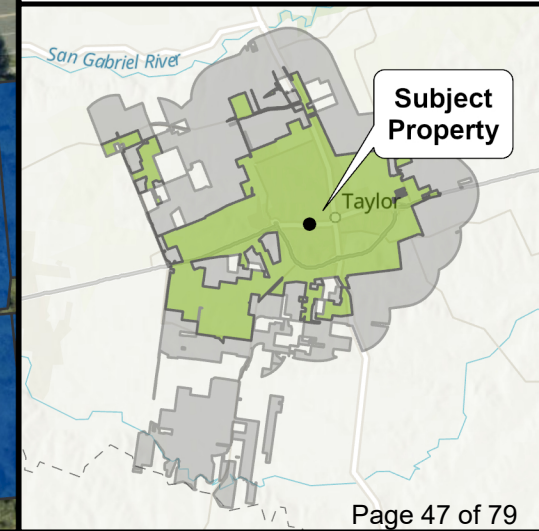 San Gabriel River
Subject
Property
Taylor
Page 47 of 79